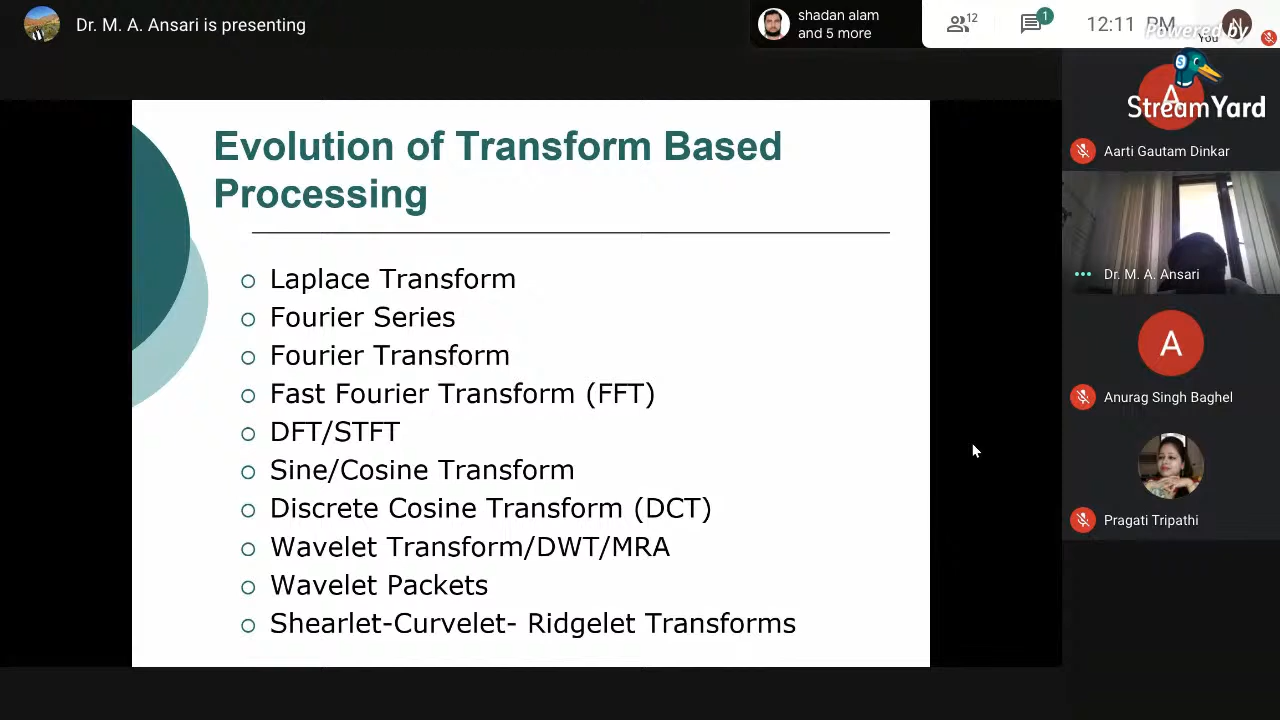 Dr. M. A. Ansari is presenting
shadan alam
and 5 more
12
1
12:11 PM
N
You
Powered by
S
StreamYard
A
Aarti Gautam Dinkar
Evolution of Transform Based
Processing
Laplace Transform
Fourier Series
Fourier Transform
Fast Fourier Transform (FFT)
DFT/STFT
Sine/Cosine Transform
Discrete Cosine Transform (DCT)
Wavelet Transform/DWT/MRA
Wavelet Packets
Shearlet-Curvelet- Ridgelet Transforms
Dr. M. A. Ansari
A
Anurag Singh Baghel
Pragati Tripathi